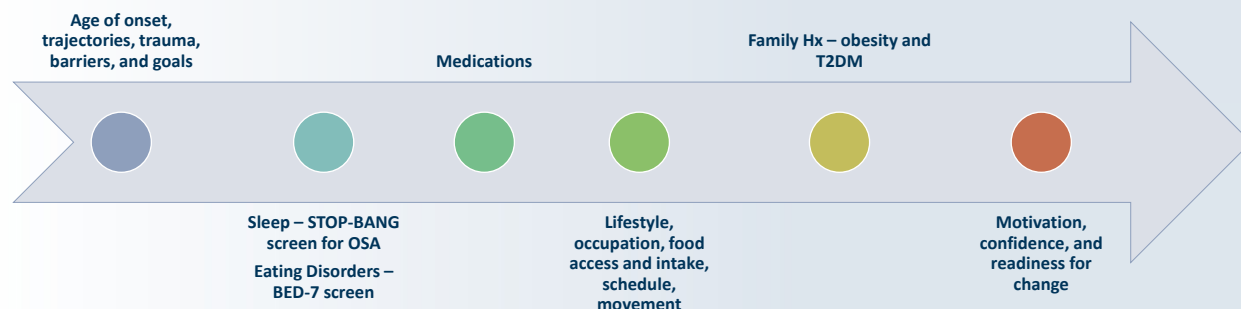 Age of onset,
trajectories, trauma,
barriers, and goals
Sleep – STOP-BANG
screen for OSA
Eating Disorders –
BED-7 screen
Medications
Lifestyle,
occupation, food
access and intake,
schedule,
movement
Family Hx – obesity and
T2DM
Motivation,
confidence, and
readiness for
change